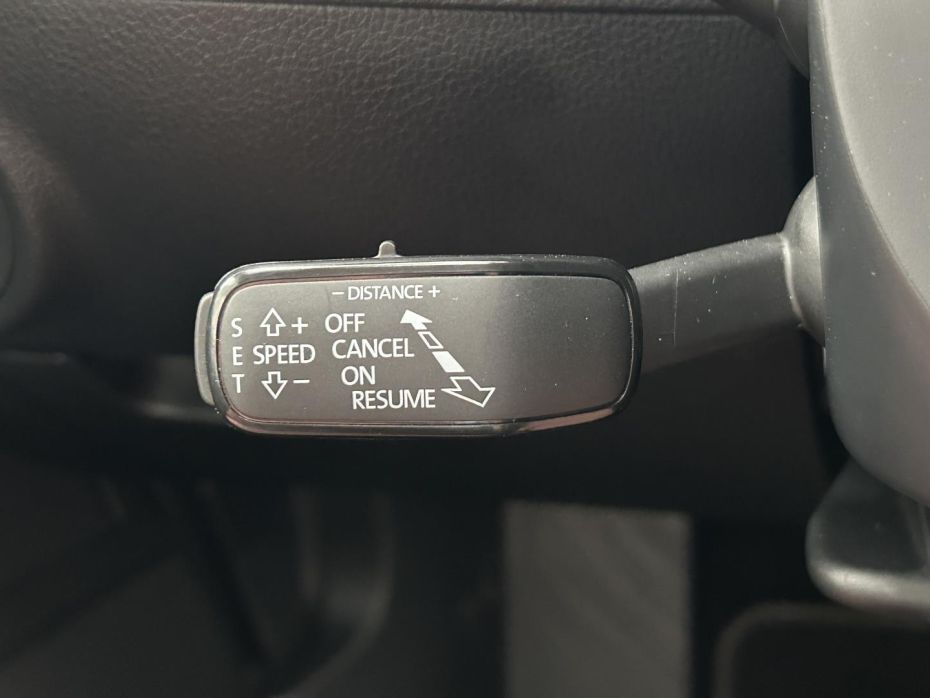 − DISTANCE +
S + OFF
E SPEED CANCEL
T − ON
RESUME